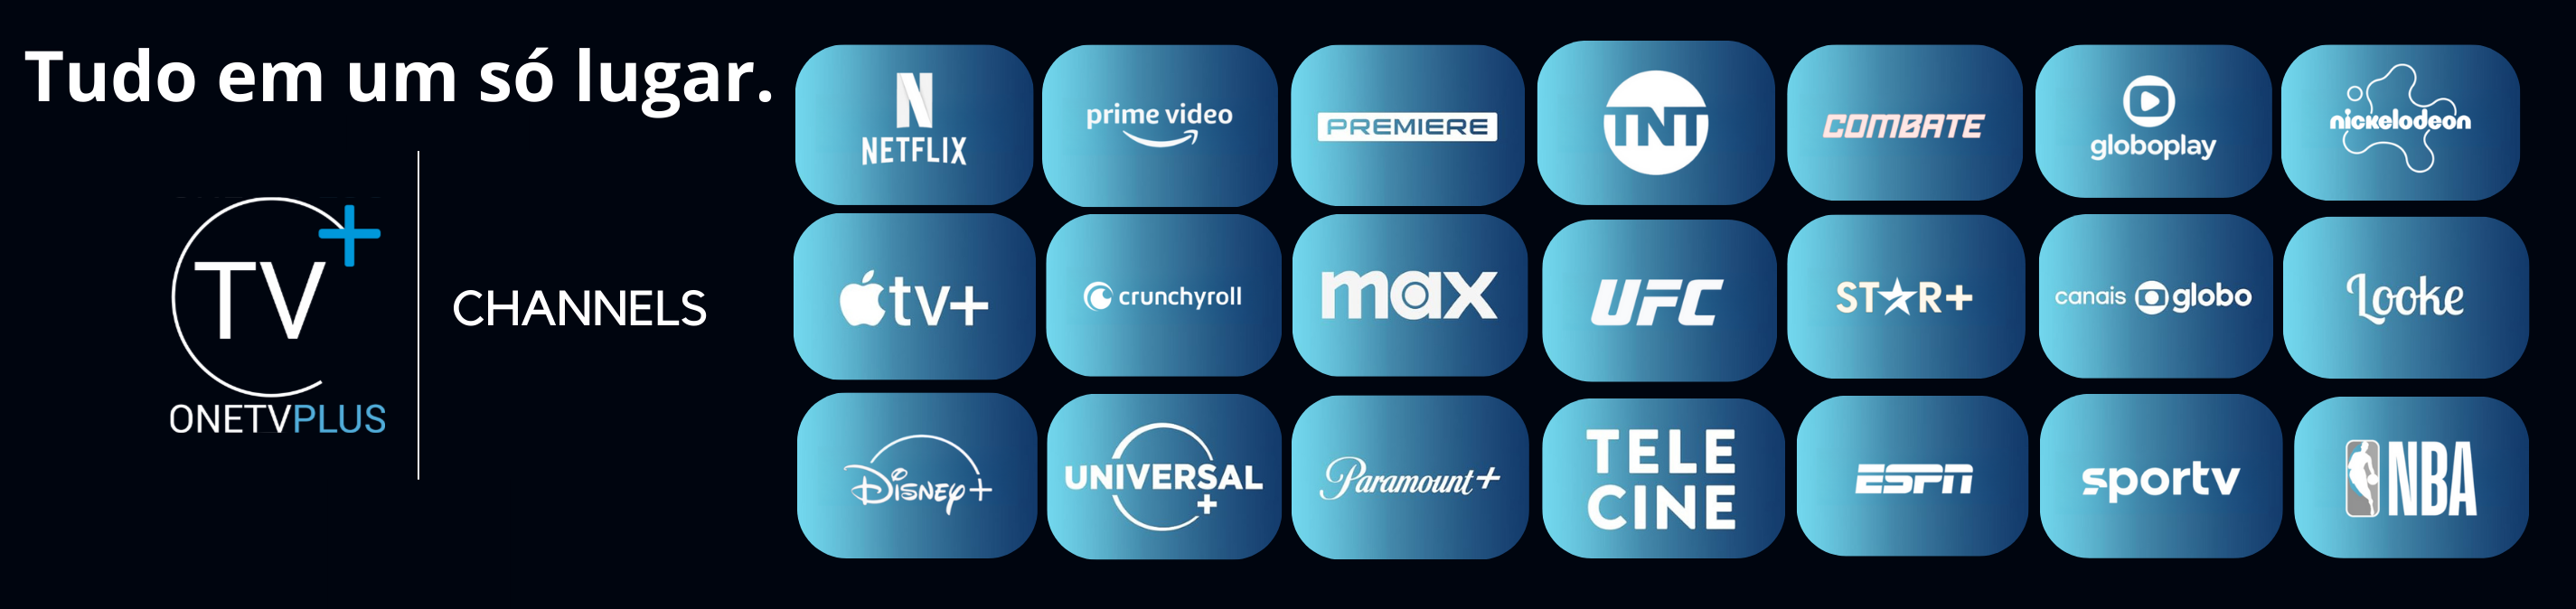 Tudo em um só lugar.
TV+
ONETVPLUS
CHANNELS
N
NETFLIX
prime video
PREMIERE
TNT
COMBATE
globoplay
nickelodeon
tv+
crunchyroll
max
UFC
ST★R+
canais globo
Looke
Disney+
UNIVERSAL
+
Paramount+
TELE
CINE
ESPN
sportv
NBA